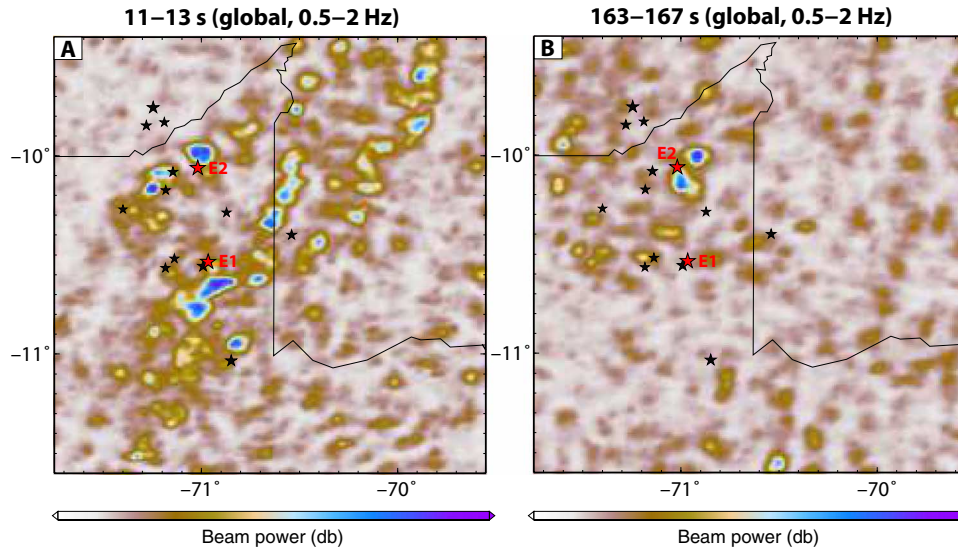 11−13 s (global, 0.5−2 Hz)
163−167 s (global, 0.5−2 Hz)
A
B
E2
E2
−10°
−10°
E1
E1
−11°
−11°
−71°
−70°
−71°
−70°
Beam power (db)
Beam power (db)